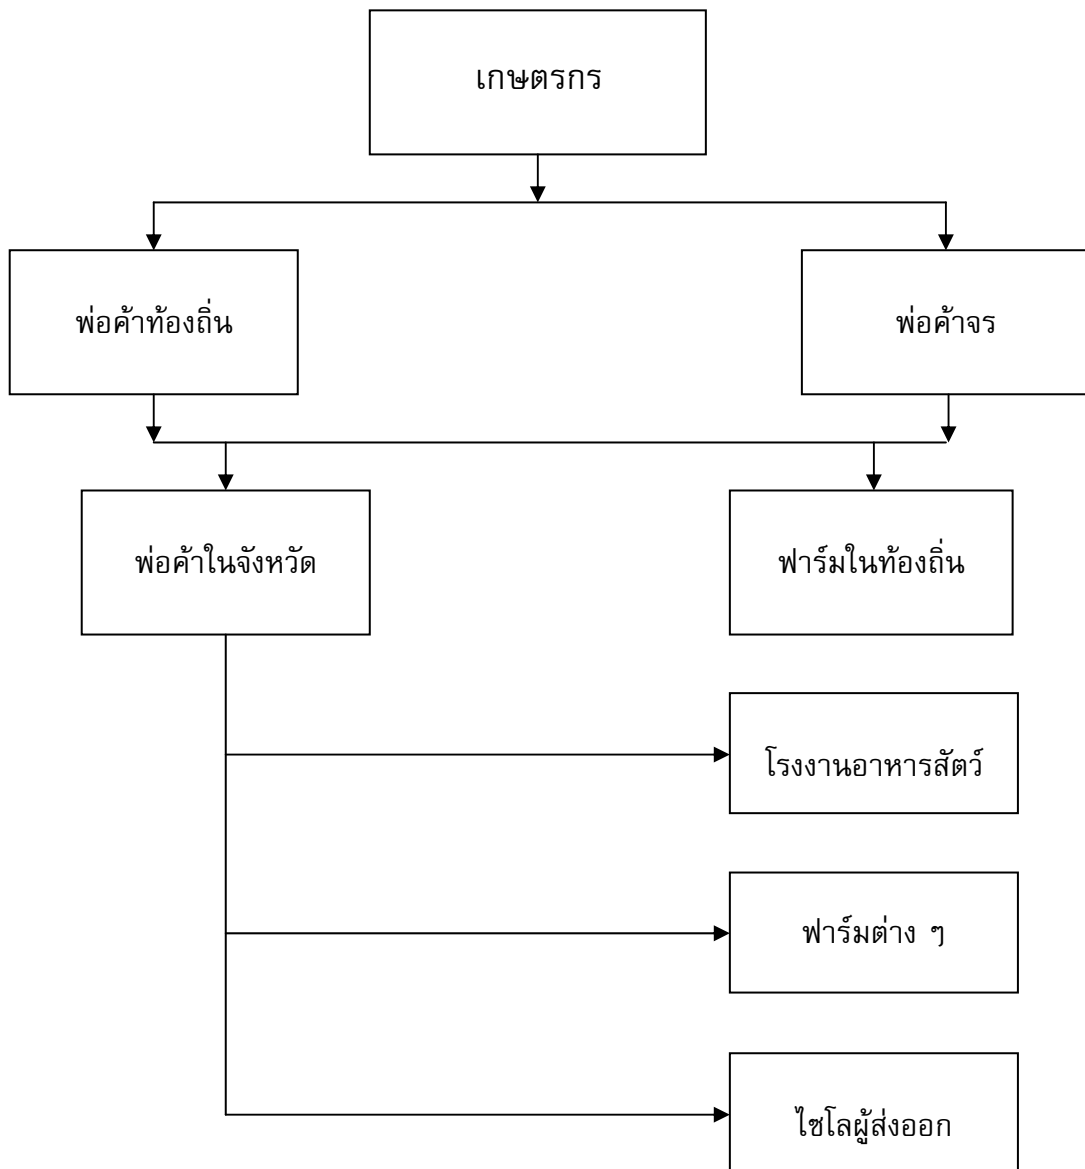 เกษตรกร
พ่อค้าท้องถิ่น
พ่อค้าจร
พ่อค้าในจังหวัด
ฟาร์มในท้องถิ่น
โรงงานอาหารสัตว์
ฟาร์มต่าง ๆ
ไซโลผู้ส่งออก